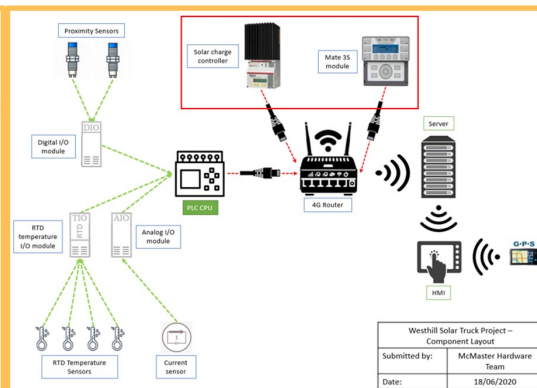 Proximity Sensors
Solar charge
controller
Mate 3S
module
DIO
Digital I/O
module
Server
PLC CPU
4G Router
TIO
RTD
AIO
RTD
temperature
I/O module
Analog I/O
module
G·P·S
HMI
RTD Temperature
Sensors
Current
sensor
Westhill Solar Truck Project –
Component Layout
Submitted by:
McMaster Hardware
Team
Date:
18/06/2020